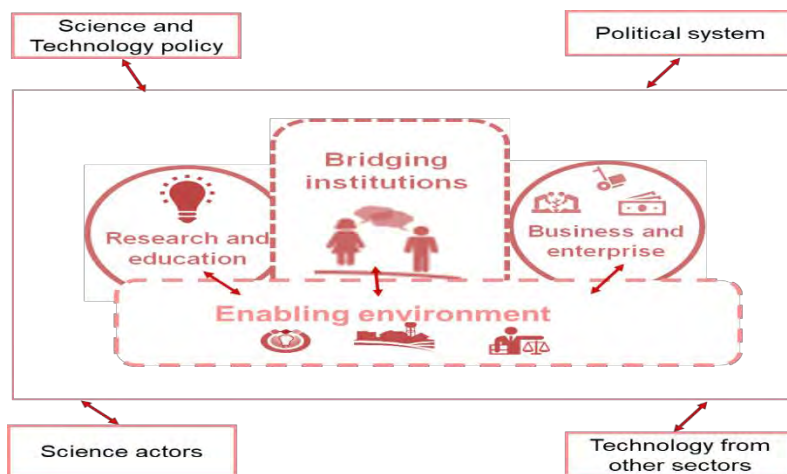 Science and
Technology policy
Political system
Bridging
institutions
Research and
education
Business and
enterprise
Enabling environment
Science actors
Technology from
other sectors